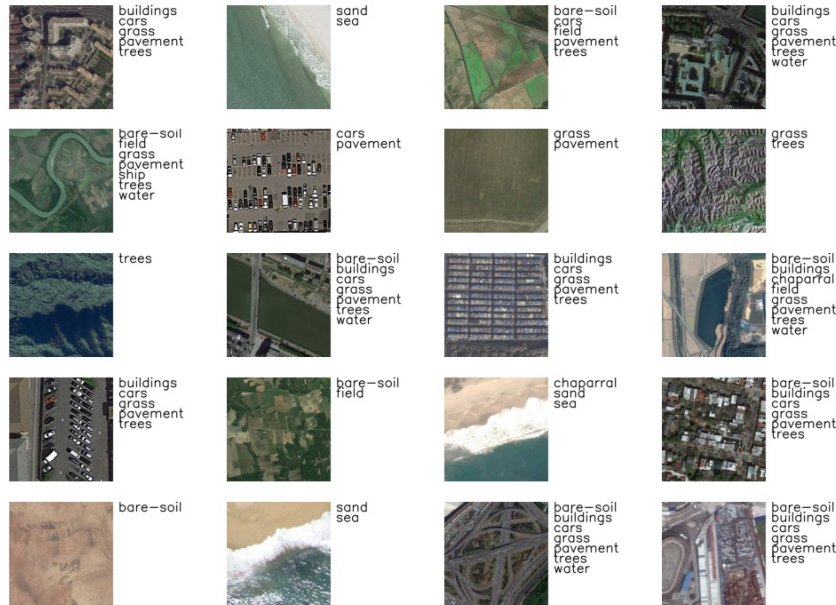 buildings
cars
grass
pavement
trees
sand
sea
bare-soil
cars
field
pavement
trees
buildings
cars
grass
pavement
trees
water
bare-soil
field
grass
pavement
ship
trees
water
cars
pavement
grass
pavement
grass
trees
trees
bare-soil
buildings
cars
grass
pavement
trees
water
buildings
cars
grass
pavement
trees
bare-soil
buildings
chaparral
field
grass
pavement
trees
water
buildings
cars
grass
pavement
trees
bare-soil
field
chaparral
sand
sea
bare-soil
buildings
cars
grass
pavement
trees
bare-soil
sand
sea
bare-soil
buildings
cars
grass
pavement
trees
water
bare-soil
buildings
cars
grass
pavement
trees